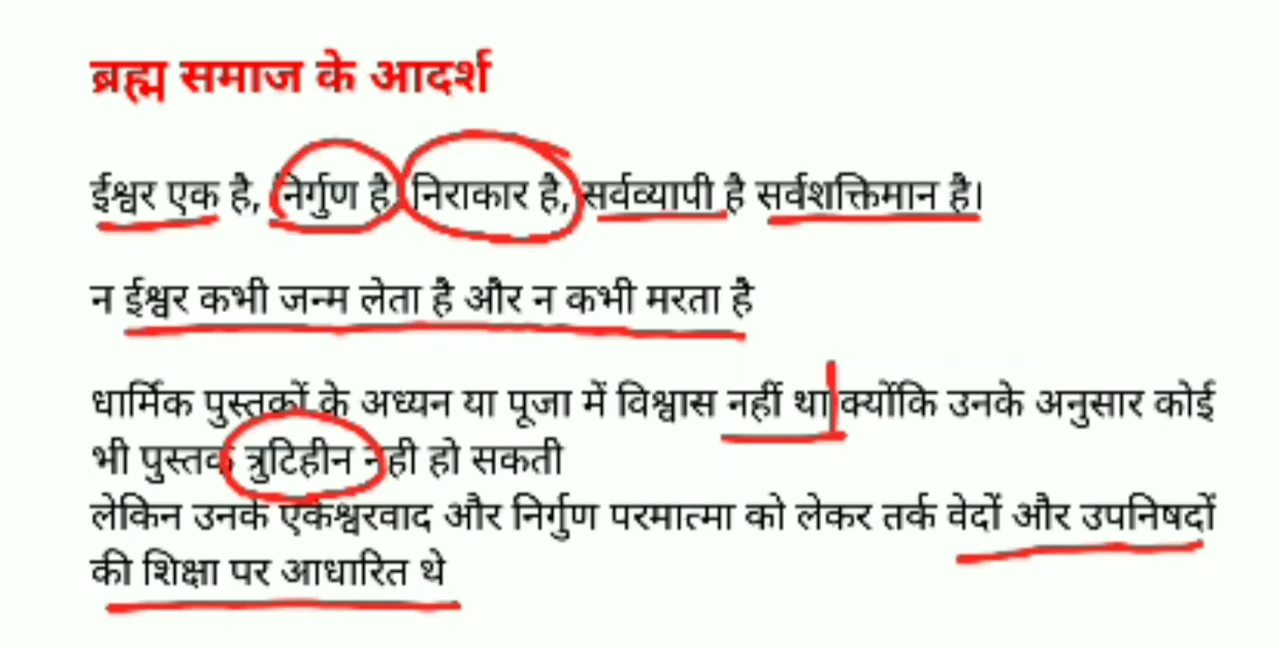 ब्रह्म समाज के आदर्श
ईश्वर एक है, निर्गुण है, निराकार है, सर्वव्यापी है सर्वशक्तिमान है।
न ईश्वर कभी जन्म लेता है और न कभी मरता है
धार्मिक पुस्तकों के अध्यन या पूजा में विश्वास नहीं था क्योंकि उनके अनुसार कोई
भी पुस्तक त्रुटिहीन नही हो सकती
लेकिन उनके एकेश्वरवाद और निर्गुण परमात्मा को लेकर तर्क वेदों और उपनिषदों
की शिक्षा पर आधारित थे